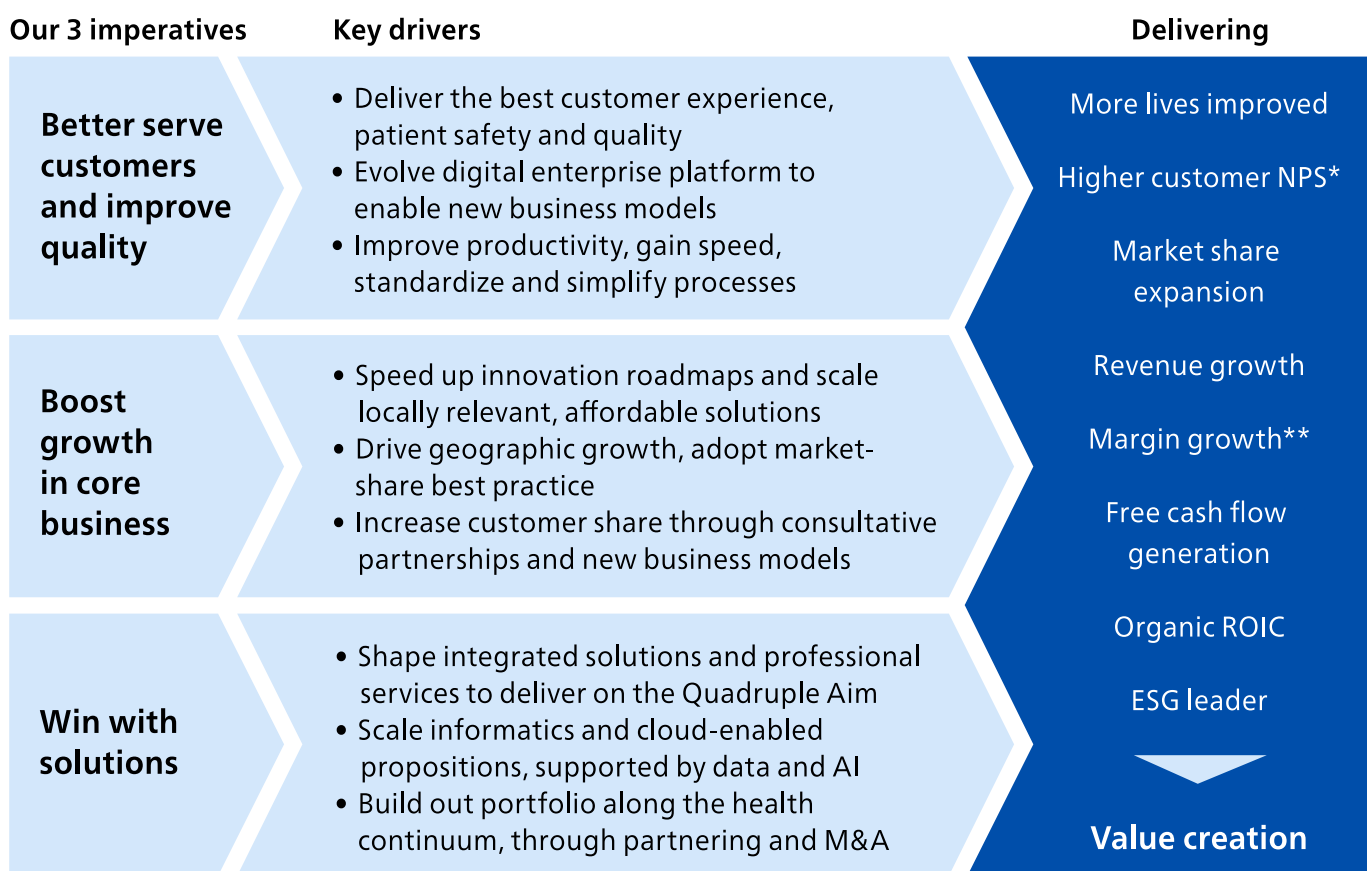 Our 3 imperatives
Key drivers
Delivering
Better serve
customers
and improve
quality
• Deliver the best customer experience,
patient safety and quality
• Evolve digital enterprise platform to
enable new business models
• Improve productivity, gain speed,
standardize and simplify processes
Boost
growth
in core
business
• Speed up innovation roadmaps and scale
locally relevant, affordable solutions
• Drive geographic growth, adopt market-
share best practice
• Increase customer share through consultative
partnerships and new business models
Win with
solutions
• Shape integrated solutions and professional
services to deliver on the Quadruple Aim
• Scale informatics and cloud-enabled
propositions, supported by data and AI
• Build out portfolio along the health
continuum, through partnering and M&A
More lives improved
Higher customer NPS*
Market share
expansion
Revenue growth
Margin growth**
Free cash flow
generation
Organic ROIC
ESG leader
Value creation